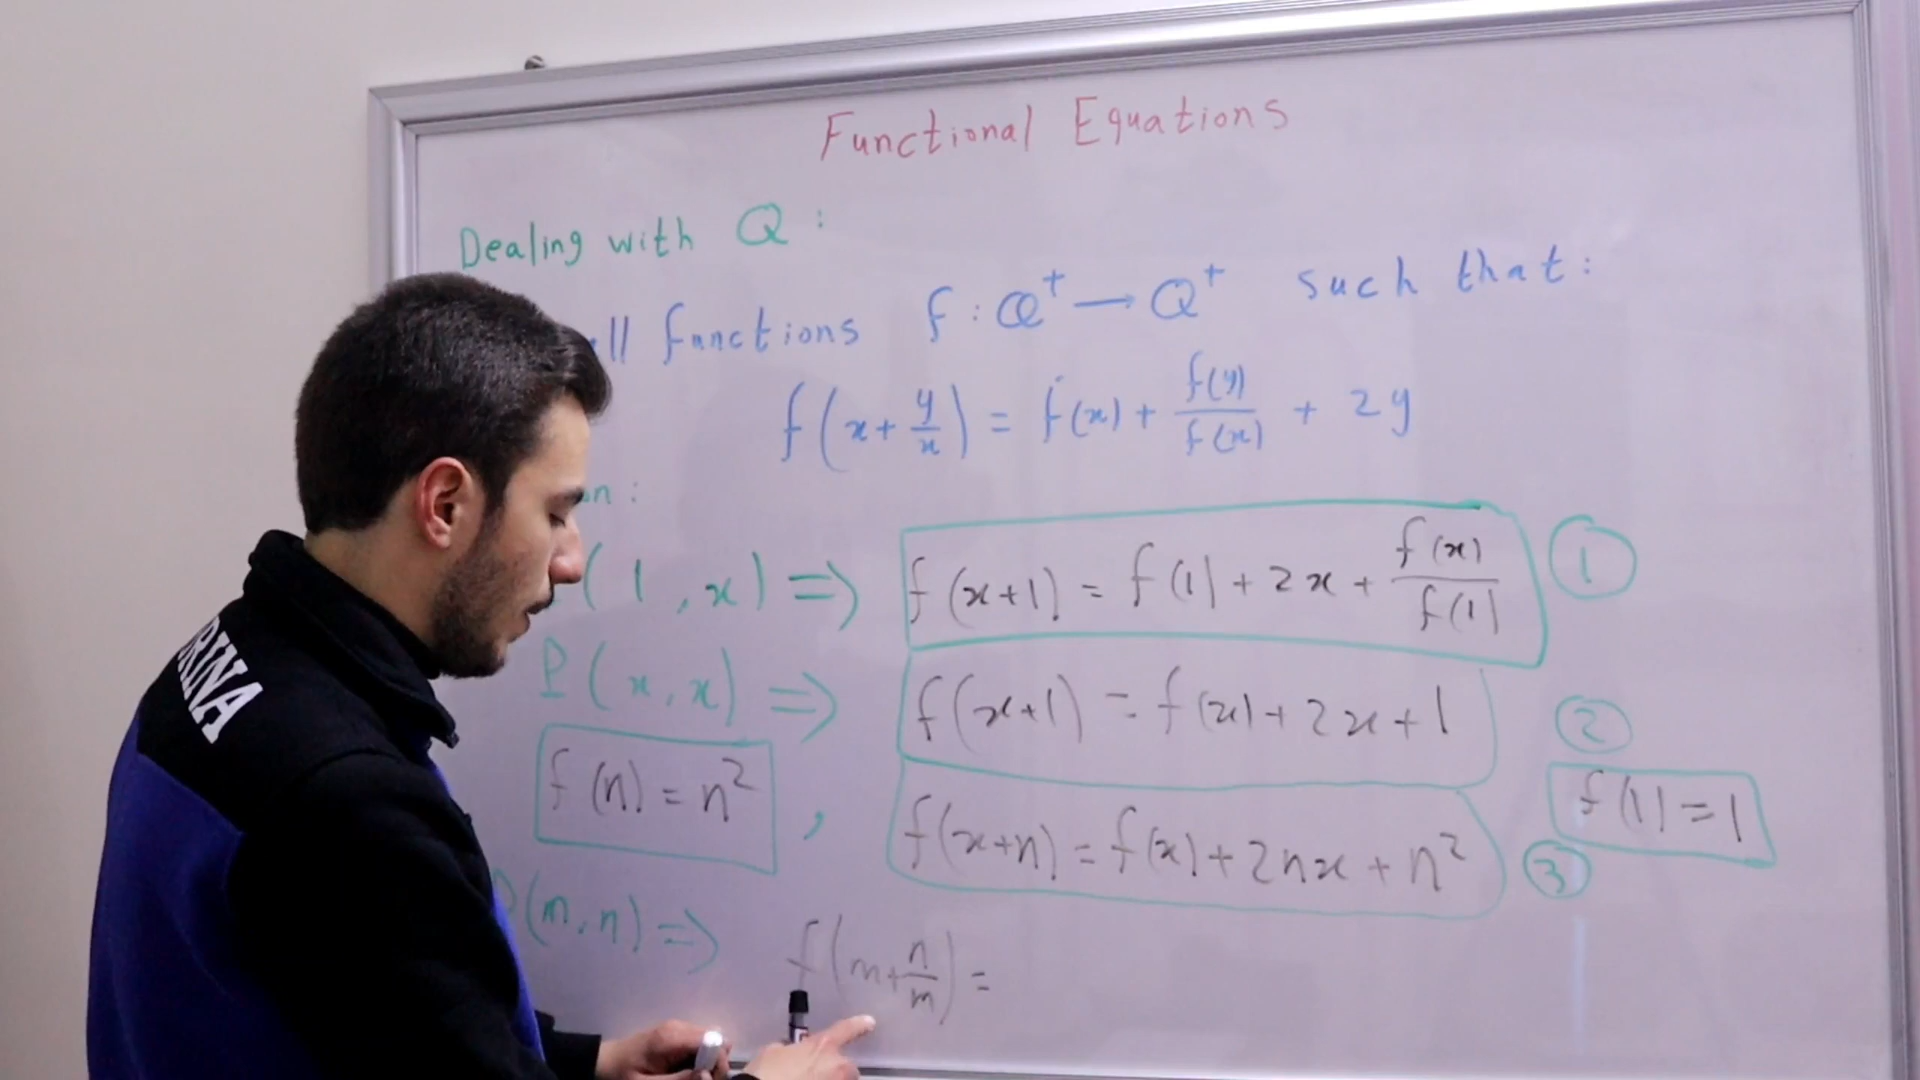 Functional Equations
Dealing with Q :
functions f : Q⁺ → Q⁺ such that :
f(x + y/x) = f(x) + f(y)/f(x) + 2y
(1, x) => f(x+1) = f(1) + 2x + f(x)/f(1) ①
P(x, x) => f(x+1) = f(x) + 2x + 1 ②
f(1) = 1
f(n) = n² , f(x+n) = f(x) + 2nx + n² ③
(m, n) => f(m + n/m) =